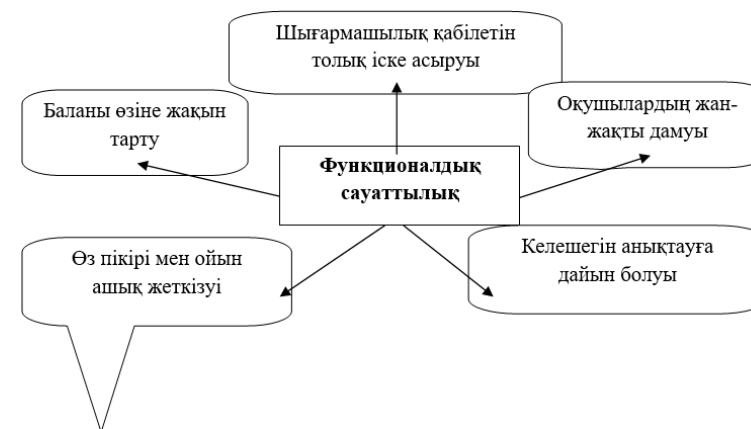 Шығармашылық қабілетін
толық іске асыруы
Баланы өзіне жақын
тарту
Оқушылардың жан-
жақты дамуы
Функционалдық
сауаттылық
Өз пікірі мен ойын
ашық жеткізуі
Келешегін анықтауға
дайын болуы